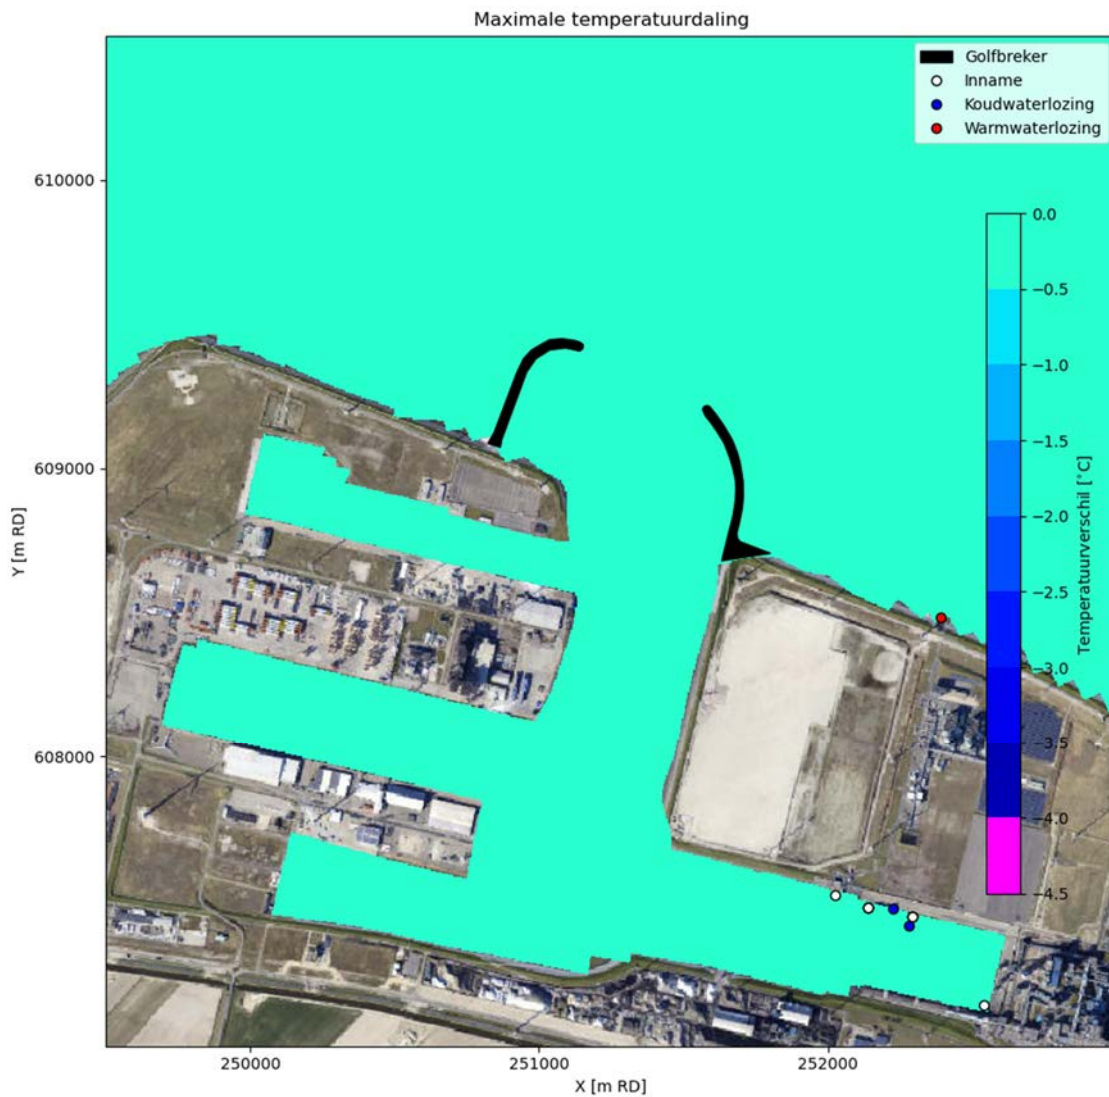 Maximale temperatuurdaling
Golfbreker
Inname
Koudwaterlozing
Warmwaterlozing
610000
609000
608000
Y [m RD]
0.0
−0.5
−1.0
−1.5
−2.0
−2.5
−3.0
−3.5
−4.0
−4.5
Temperatuurverschil [°C]
250000
251000
252000
X [m RD]